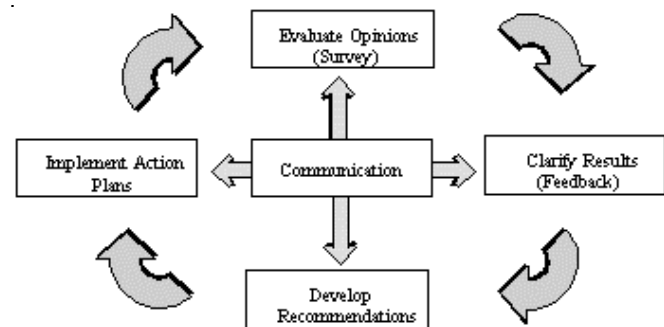 Evaluate Opinions
(Survey)
Implement Action
Plans
Communication
Clarify Results
(Feedback)
Develop
Recommendations